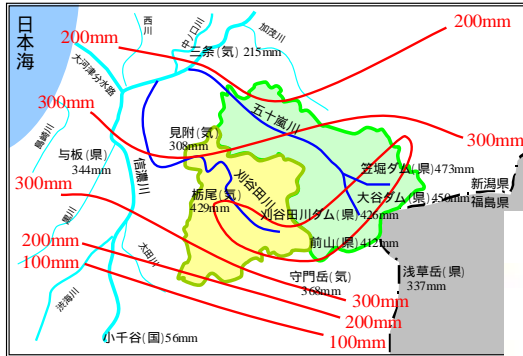 日本海
西川
中ノ口川
加茂川
200mm
200mm
大河津分水路
三条(気) 215mm
300mm
五十嵐川
島崎川
見附(気)
308mm
300mm
与板(県)
344mm
信濃川
刈谷田川
笠堀ダム(県)473mm
新潟県
福島県
大谷ダム(県)450mm
300mm
栃尾(気)
429mm
刈谷田川ダム(県)426mm
黒川
200mm
太田川
前山(県)412mm
100mm
守門岳(気)
368mm
浅草岳(県)
337mm
300mm
渋海川
200mm
小千谷(国)56mm
100mm